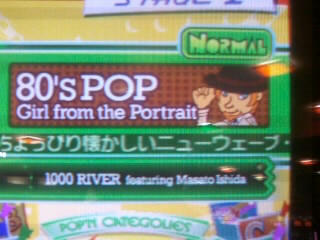 STAGE 1
NORMAL
80's POP
Girl from the Portrait
ちょっぴり懐かしいニューウェーブ・
1000 RIVER featuring Masato Ishida
POP'N CATEGORIES